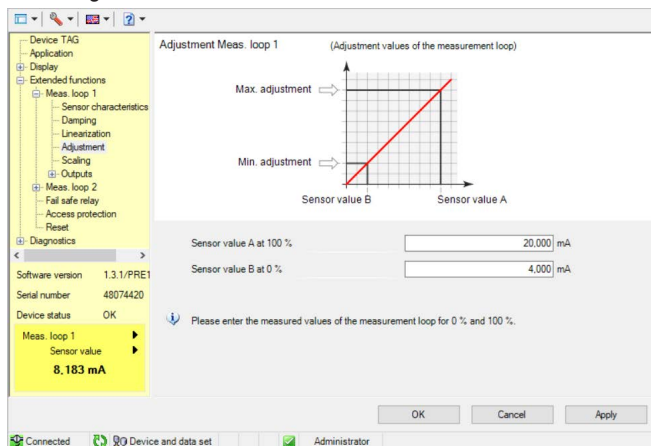 Device TAG
Application
Display
Extended functions
Meas. loop 1
Sensor characteristics
Damping
Linearization
Adjustment
Scaling
Outputs
Meas. loop 2
Fail safe relay
Access protection
Reset
Diagnostics
Software version 1.3.1/PRE1
Serial number 48074420
Device status OK
Meas. loop 1
Sensor value
8,183 mA
Adjustment Meas. loop 1 (Adjustment values of the measurement loop)
Max. adjustment
Min. adjustment
Sensor value B Sensor value A
Sensor value A at 100 % 20,000 mA
Sensor value B at 0 % 4,000 mA
Please enter the measured values of the measurement loop for 0 % and 100 %.
OK Cancel Apply
Connected Device and data set Administrator